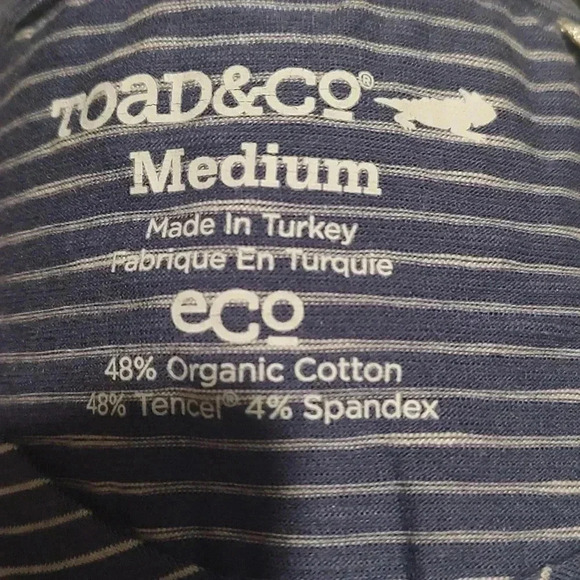 TOAD&CO®
Medium
Made In Turkey
Fabrique En Turquie
eco
48% Organic Cotton
48% Tencel® 4% Spandex